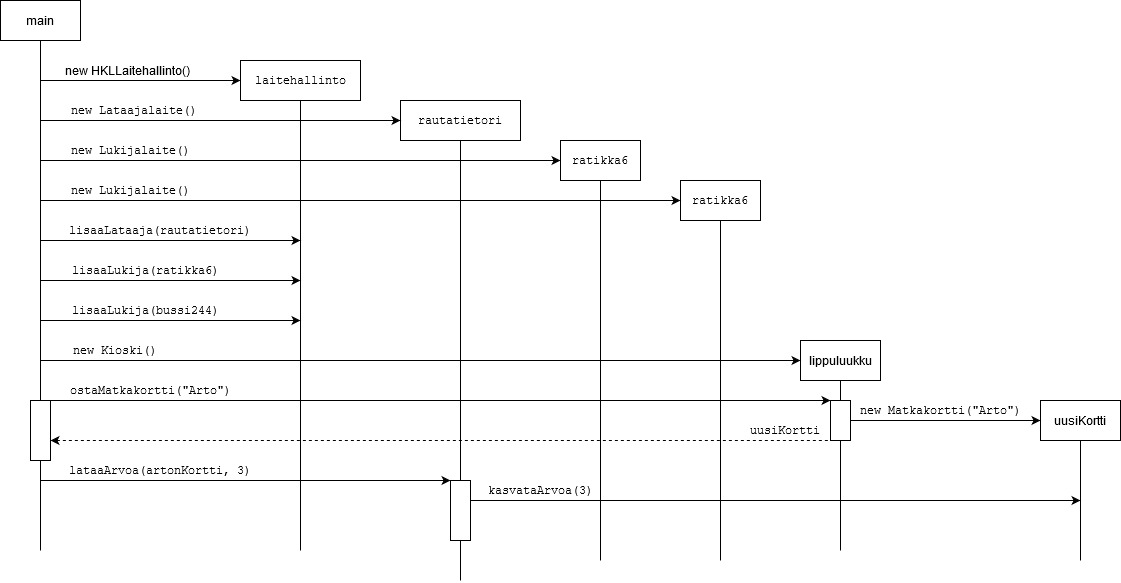 main
new HKLLaitehallinto()
laitehallinto
new Lataajalaite()
rautatietori
new Lukijalaite()
ratikka6
new Lukijalaite()
ratikka6
lisaaLataaja(rautatietori)
lisaaLukija(ratikka6)
lisaaLukija(bussi244)
new Kioski()
lippuluukku
ostaMatkakortti("Arto")
new Matkakortti("Arto")
uusiKortti
uusiKortti
lataaArvoa(artonKortti, 3)
kasvataArvoa(3)